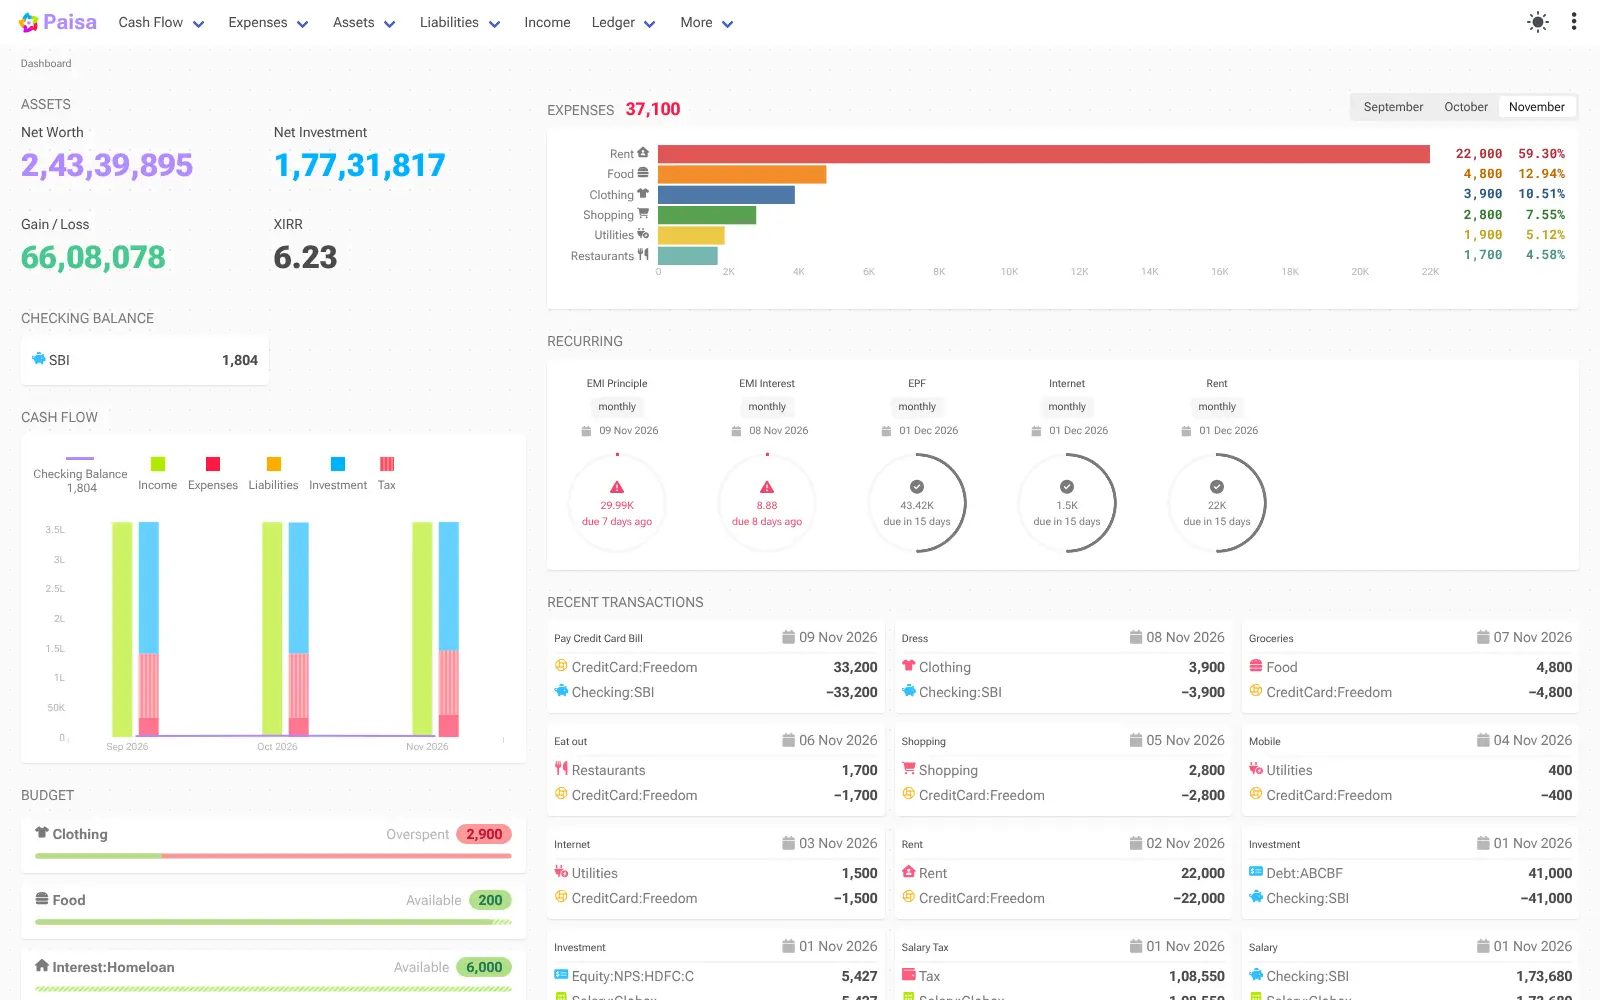 Paisa Cash Flow Expenses Assets Liabilities Income Ledger More
Dashboard
ASSETS
Net Worth Net Investment
2,43,39,895 1,77,31,817
Gain / Loss XIRR
66,08,078 6.23
CHECKING BALANCE
SBI 1,804
CASH FLOW
Checking Balance
1,804
Income Expenses Liabilities Investment Tax
3.5L
3L
2.5L
2L
1.5L
1L
50K
0
Sep 2026 Oct 2026 Nov 2026
BUDGET
Clothing Overspent 2,900
Food Available 200
Interest:Homeloan Available 6,000
EXPENSES 37,100 September October November
Rent 22,000 59.30%
Food 4,800 12.94%
Clothing 3,900 10.51%
Shopping 2,800 7.55%
Utilities 1,900 5.12%
Restaurants 1,700 4.58%
0 2K 4K 6K 8K 10K 12K 14K 16K 18K 20K 22K
RECURRING
EMI Principle EMI Interest EPF Internet Rent
monthly monthly monthly monthly monthly
09 Nov 2026 08 Nov 2026 01 Dec 2026 01 Dec 2026 01 Dec 2026
29.99K 8.88 43.42K 1.5K 22K
due 7 days ago due 8 days ago due in 15 days due in 15 days due in 15 days
RECENT TRANSACTIONS
Pay Credit Card Bill 09 Nov 2026
CreditCard:Freedom 33,200
Checking:SBI −33,200
Dress 08 Nov 2026
Clothing 3,900
Checking:SBI −3,900
Groceries 07 Nov 2026
Food 4,800
CreditCard:Freedom −4,800
Eat out 06 Nov 2026
Restaurants 1,700
CreditCard:Freedom −1,700
Shopping 05 Nov 2026
Shopping 2,800
CreditCard:Freedom −2,800
Mobile 04 Nov 2026
Utilities 400
CreditCard:Freedom −400
Internet 03 Nov 2026
Utilities 1,500
CreditCard:Freedom −1,500
Rent 02 Nov 2026
Rent 22,000
CreditCard:Freedom −22,000
Investment 01 Nov 2026
Debt:ABCBF 41,000
Checking:SBI −41,000
Investment 01 Nov 2026
Equity:NPS:HDFC:C 5,427
Salary Tax 01 Nov 2026
Tax 1,08,550
Salary 01 Nov 2026
Checking:SBI 1,73,680